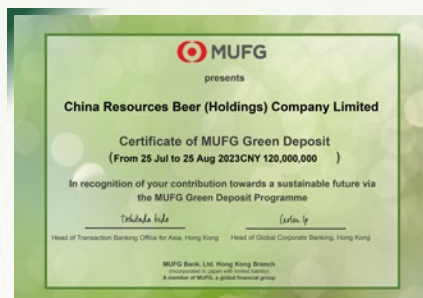 MUFG
presents
China Resources Beer (Holdings) Company Limited
Certificate of MUFG Green Deposit
(From 25 Jul to 25 Aug 2023CNY 120,000,000 )
In recognition of your contribution towards a sustainable future via
the MUFG Green Deposit Programme
Head of Transaction Banking Office for Asia, Hong Kong Head of Global Corporate Banking, Hong Kong
MUFG Bank, Ltd. Hong Kong Branch
(incorporated in Japan with limited liability)
A member of MUFG, a global financial group